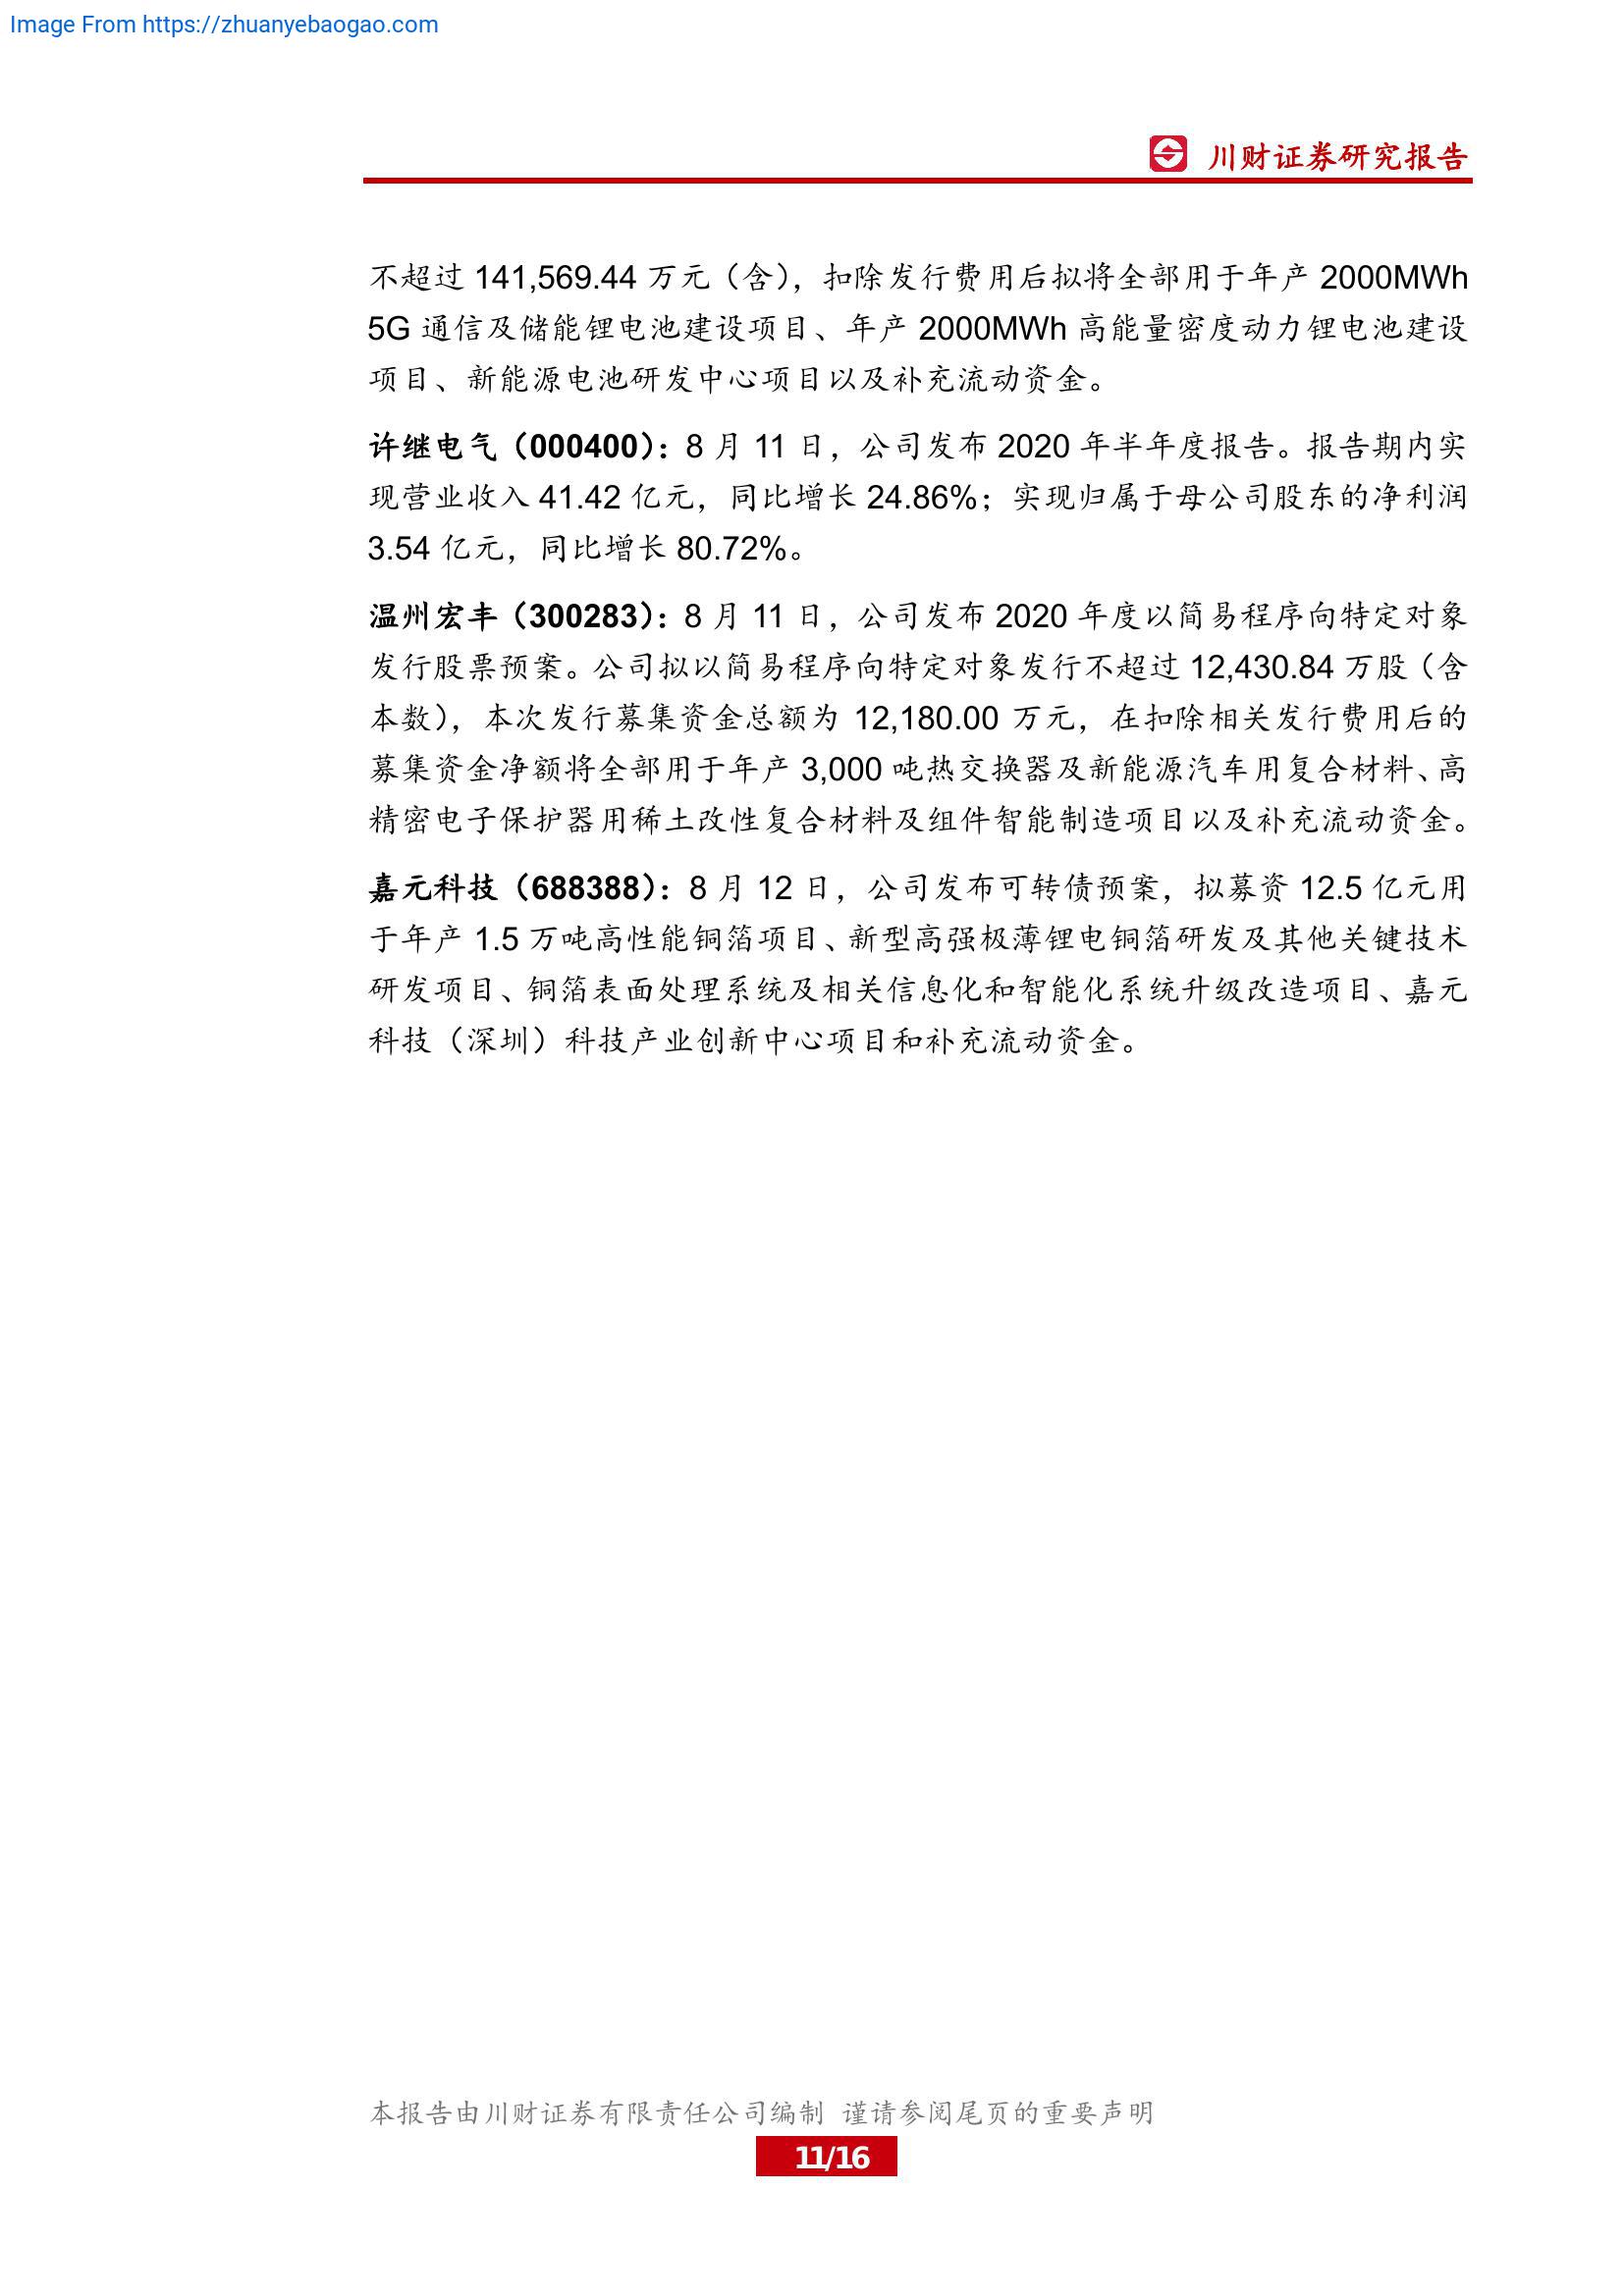 Image From https://zhuanyebaogao.com
川财证券研究报告
不超过 141,569.44 万元（含），扣除发行费用后拟将全部用于年产 2000MWh
5G 通信及储能锂电池建设项目、年产 2000MWh 高能量密度动力锂电池建设
项目、新能源电池研发中心项目以及补充流动资金。
许继电气（000400）：8 月 11 日，公司发布 2020 年半年度报告。报告期内实
现营业收入 41.42 亿元，同比增长 24.86%；实现归属于母公司股东的净利润
3.54 亿元，同比增长 80.72%。
温州宏丰（300283）：8 月 11 日，公司发布 2020 年度以简易程序向特定对象
发行股票预案。公司拟以简易程序向特定对象发行不超过 12,430.84 万股（含
本数），本次发行募集资金总额为 12,180.00 万元，在扣除相关发行费用后的
募集资金净额将全部用于年产 3,000 吨热交换器及新能源汽车用复合材料、高
精密电子保护器用稀土改性复合材料及组件智能制造项目以及补充流动资金。
嘉元科技（688388）：8 月 12 日，公司发布可转债预案，拟募资 12.5 亿元用
于年产 1.5 万吨高性能铜箔项目、新型高强极薄锂电铜箔研发及其他关键技术
研发项目、铜箔表面处理系统及相关信息化和智能化系统升级改造项目、嘉元
科技（深圳）科技产业创新中心项目和补充流动资金。
本报告由川财证券有限责任公司编制 谨请参阅尾页的重要声明
11/16